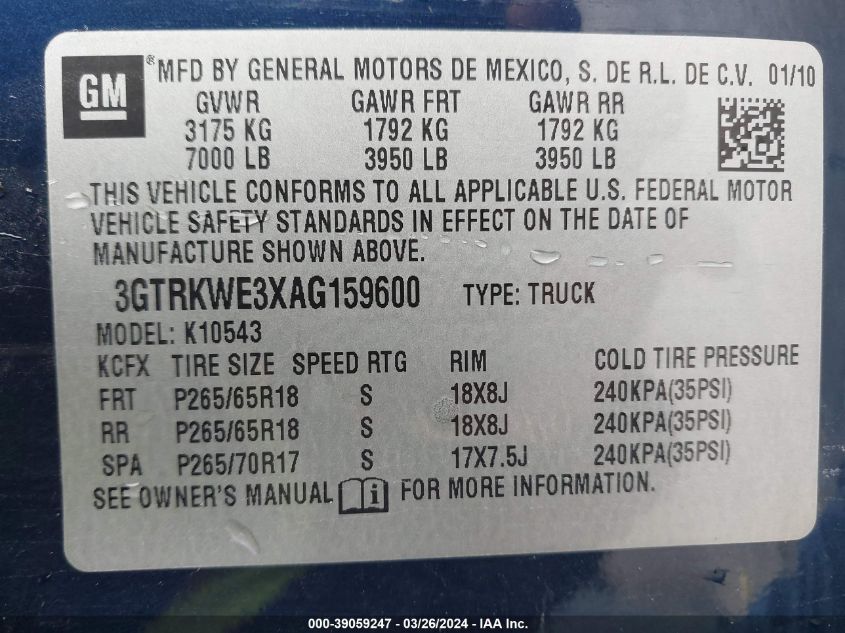 GM
®MFD BY GENERAL MOTORS DE MEXICO, S. DE R.L. DE C.V. 01/10
GVWR GAWR FRT GAWR RR
3175 KG 1792 KG 1792 KG
7000 LB 3950 LB 3950 LB
THIS VEHICLE CONFORMS TO ALL APPLICABLE U.S. FEDERAL MOTOR
VEHICLE SAFETY STANDARDS IN EFFECT ON THE DATE OF
MANUFACTURE SHOWN ABOVE.
3GTRKWE3XAG159600 TYPE: TRUCK
MODEL: K10543
KCFX TIRE SIZE SPEED RTG RIM COLD TIRE PRESSURE
FRT P265/65R18 S 18X8J 240KPA(35PSI)
RR P265/65R18 S 18X8J 240KPA(35PSI)
SPA P265/70R17 S 17X7.5J 240KPA(35PSI)
SEE OWNER'S MANUAL i FOR MORE INFORMATION.
000-39059247 - 03/26/2024 - IAA Inc.